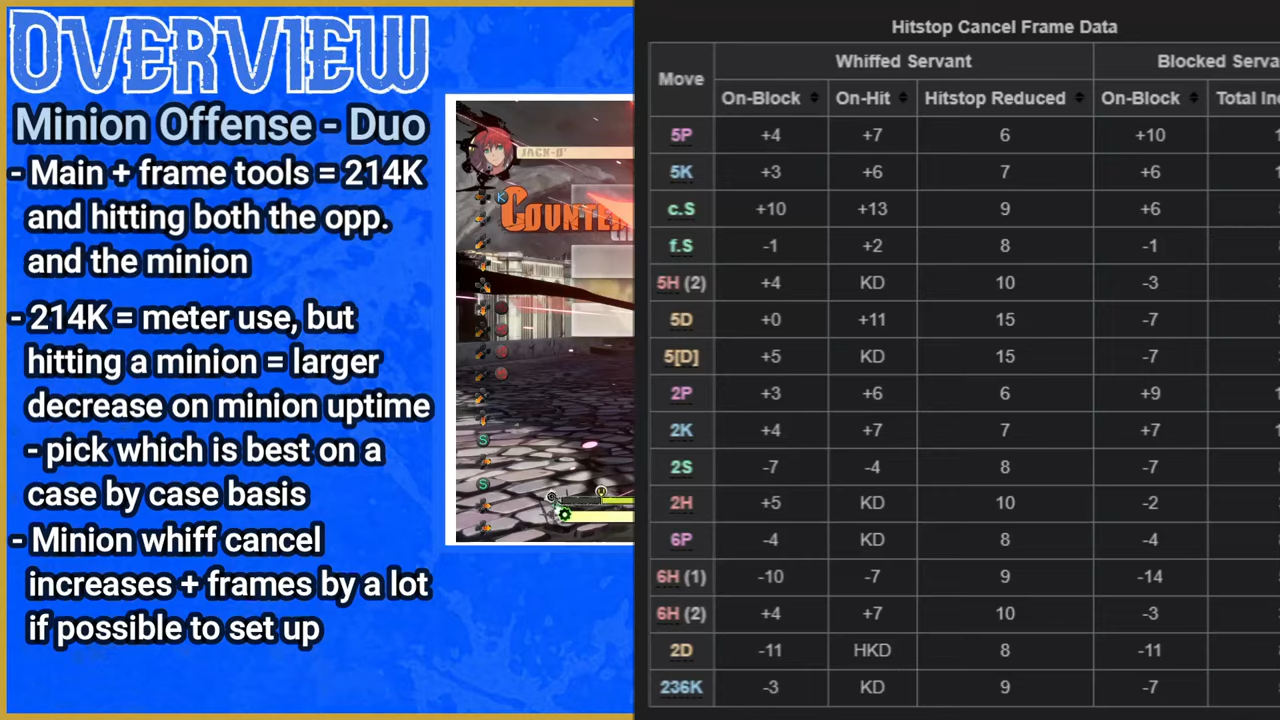 OVERVIEW
Minion Offense - Duo
- Main + frame tools = 214K
and hitting both the opp.
and the minion
- 214K = meter use, but
hitting a minion = larger
decrease on minion uptime
- pick which is best on a
case by case basis
- Minion whiff cancel
increases + frames by a lot
if possible to set up
JACK-O'
K
COUNTE
S
S
Hitstop Cancel Frame Data
Move Whiffed Servant Blocked Serva
On-Block On-Hit Hitstop Reduced On-Block Total In
5P +4 +7 6 +10
5K +3 +6 7 +6
c.S +10 +13 9 +6
f.S -1 +2 8 -1
5H (2) +4 KD 10 -3
5D +0 +11 15 -7
5[D] +5 KD 15 -7
2P +3 +6 6 +9
2K +4 +7 7 +7
2S -7 -4 8 -7
2H +5 KD 10 -2
6P -4 KD 8 -4
6H (1) -10 -7 9 -14
6H (2) +4 +7 10 -3
2D -11 HKD 8 -11
236K -3 KD 9 -7